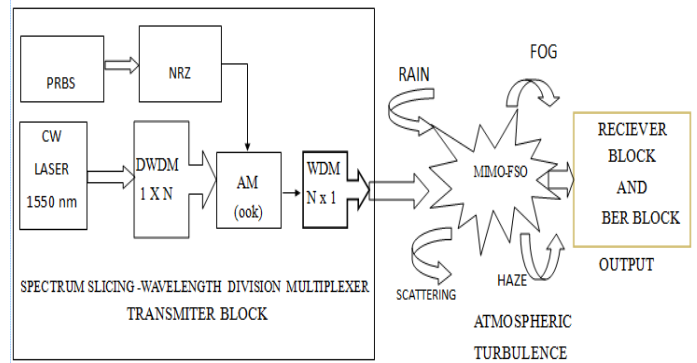 PRBS
NRZ
CW
LASER
1550 nm
DWDM
1 X N
AM
(ook)
WDM
N x 1
SPECTRUM SLICING -WAVELENGTH DIVISION MULTIPLEXER
TRANSMITER BLOCK
RAIN
FOG
MIMO-FSO
SCATTERING
HAZE
ATMOSPHERIC
TURBULENCE
RECIEVER
BLOCK
AND
BER BLOCK
OUTPUT